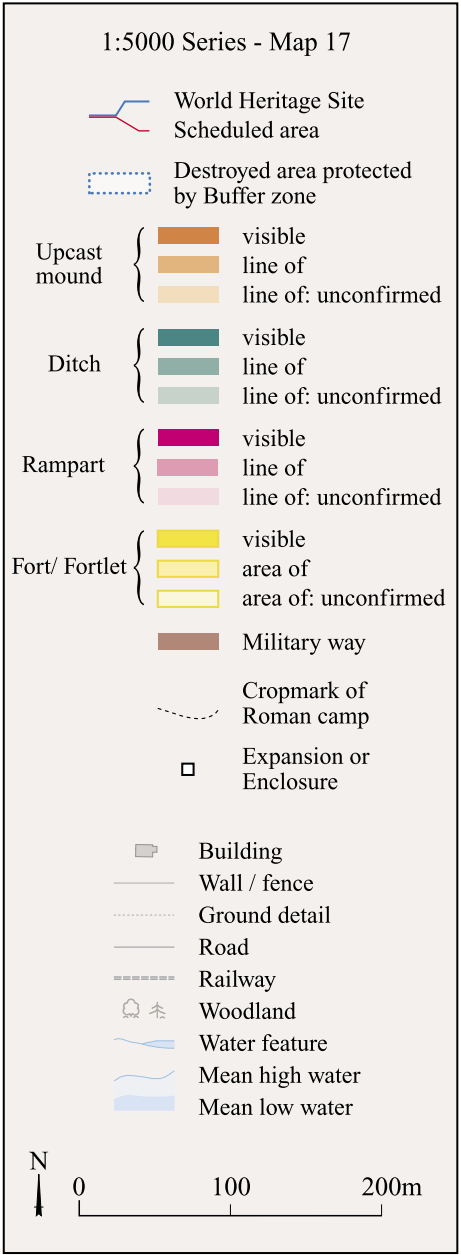 1:5000 Series - Map 17
World Heritage Site
Scheduled area
Destroyed area protected
by Buffer zone
Upcast
mound
visible
line of
line of: unconfirmed
Ditch
visible
line of
line of: unconfirmed
Rampart
visible
line of
line of: unconfirmed
Fort/ Fortlet
visible
area of
area of: unconfirmed
Military way
Cropmark of
Roman camp
Expansion or
Enclosure
Building
Wall / fence
Ground detail
Road
Railway
Woodland
Water feature
Mean high water
Mean low water
N
0 100 200m